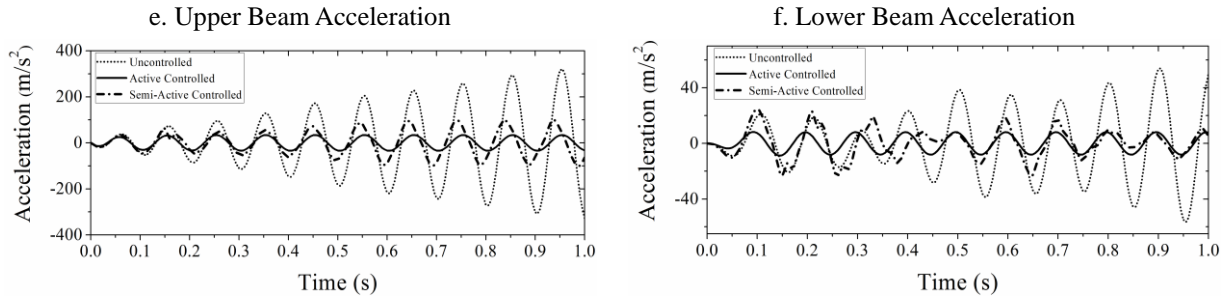 e. Upper Beam Acceleration
Acceleration (m/s²)
400
200
0
-200
-400
Uncontrolled
Active Controlled
Semi-Active Controlled
0.0 0.1 0.2 0.3 0.4 0.5 0.6 0.7 0.8 0.9 1.0
Time (s)
f. Lower Beam Acceleration
Acceleration (m/s²)
40
0
-40
Uncontrolled
Active Controlled
Semi-Active Controlled
0.0 0.1 0.2 0.3 0.4 0.5 0.6 0.7 0.8 0.9 1.0
Time (s)